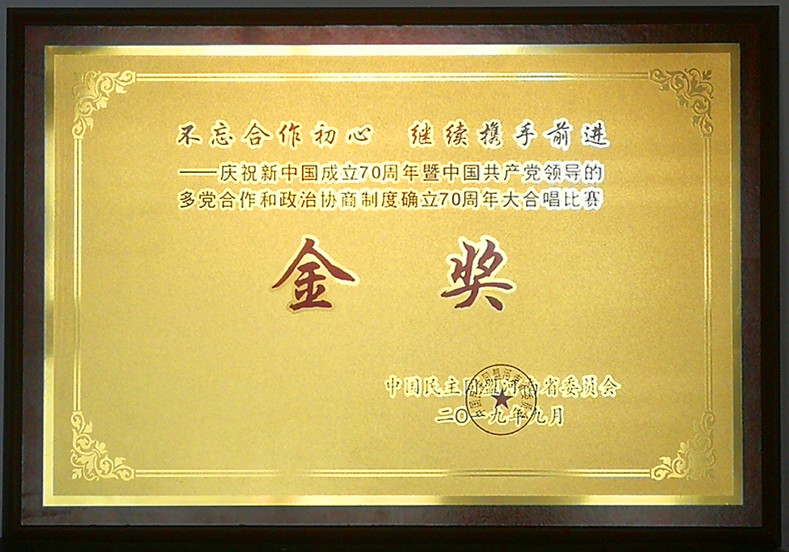 不忘合作初心 继续携手前进
——庆祝新中国成立70周年暨中国共产党领导的
多党合作和政治协商制度确立70周年大合唱比赛
金 奖
中国民主同盟河南省委员会
二〇一九年九月